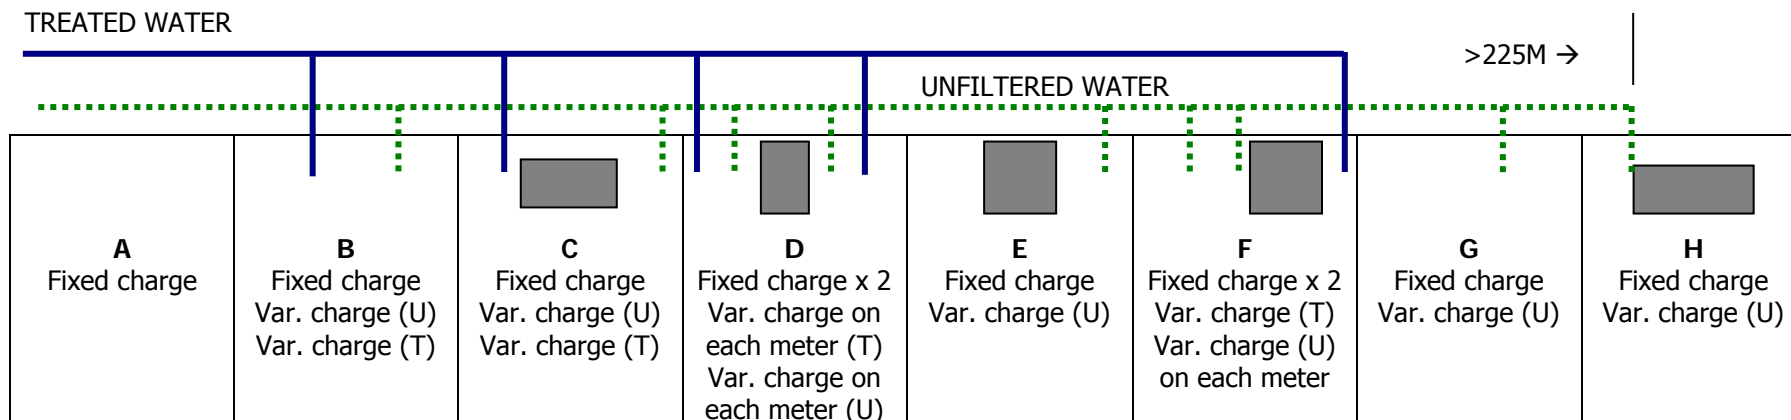 TREATED WATER
>225M →
UNFILTERED WATER
A
Fixed charge
B
Fixed charge
Var. charge (U)
Var. charge (T)
C
Fixed charge
Var. charge (U)
Var. charge (T)
D
Fixed charge x 2
Var. charge on
each meter (T)
Var. charge on
each meter (U)
E
Fixed charge
Var. charge (U)
F
Fixed charge x 2
Var. charge (T)
Var. charge (U)
on each meter
G
Fixed charge
Var. charge (U)
H
Fixed charge
Var. charge (U)